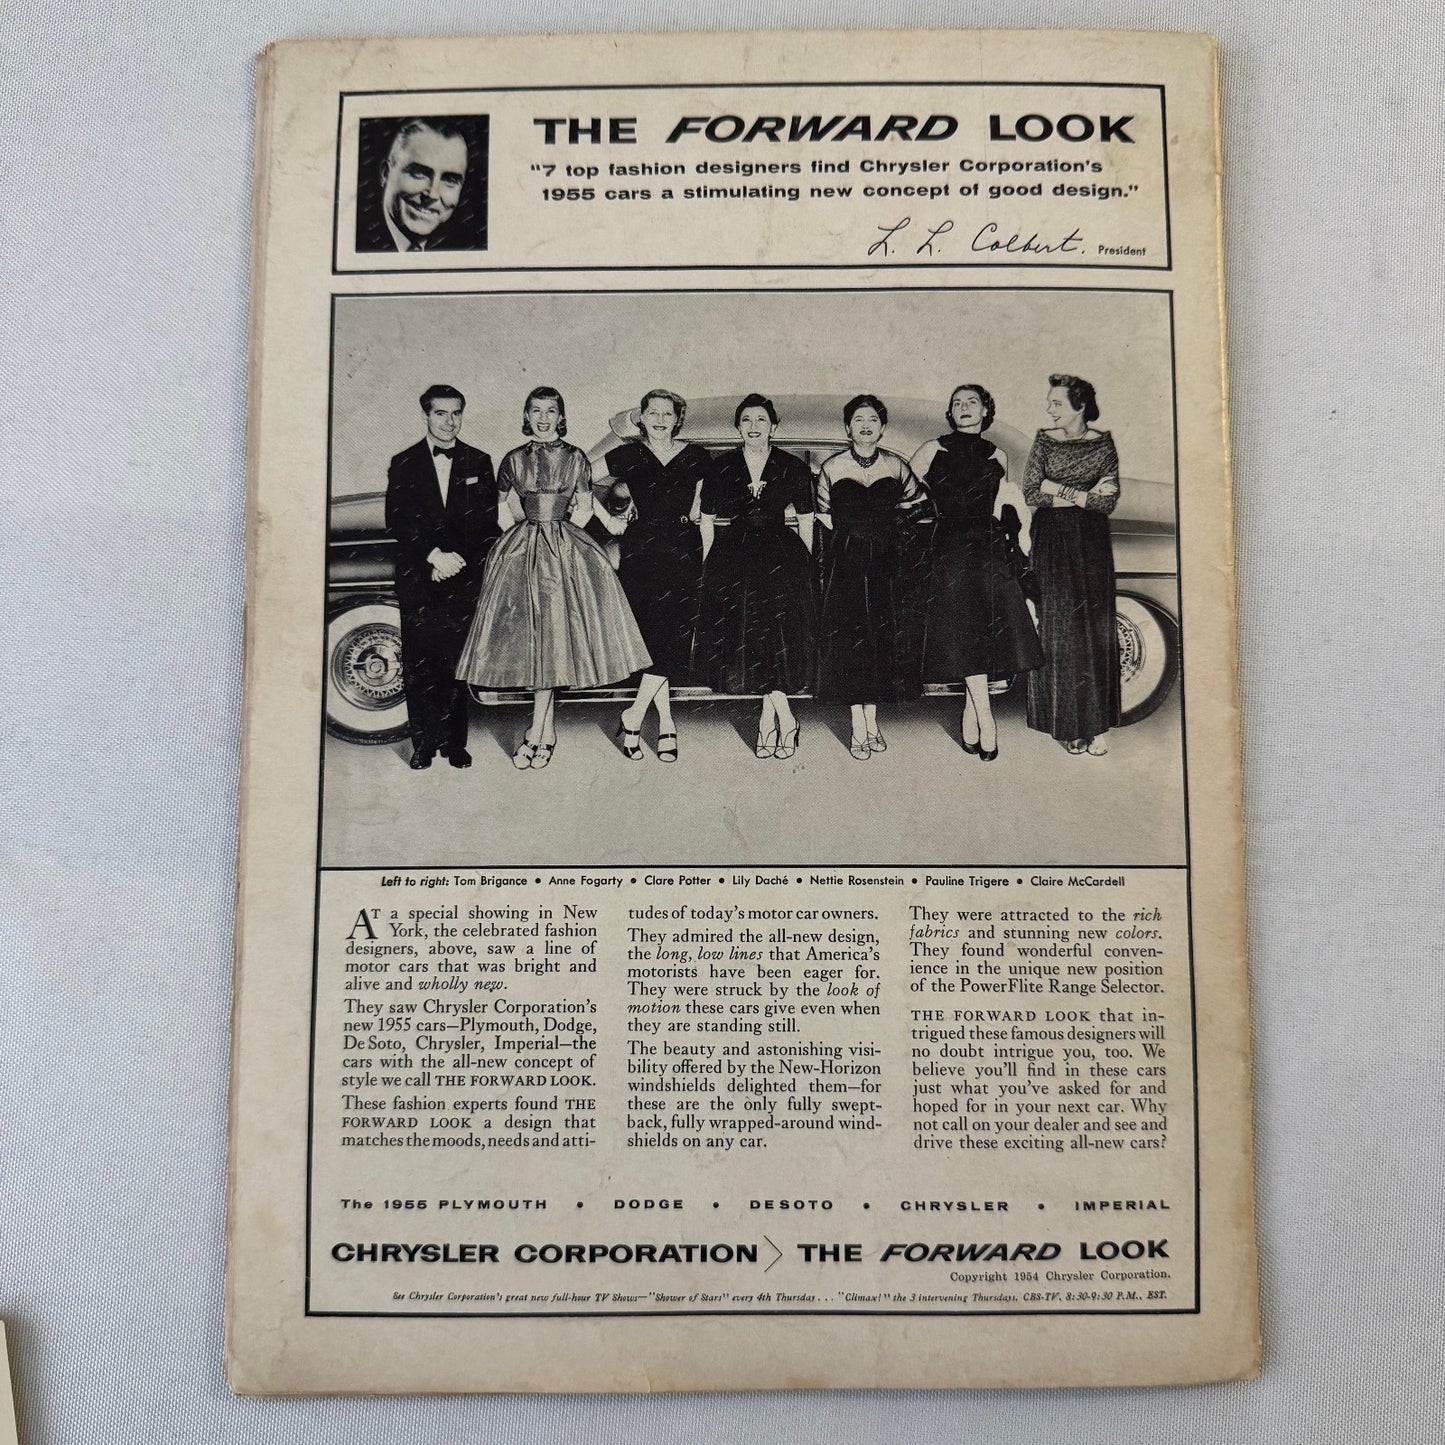 THE FORWARD LOOK
"7 top fashion designers find Chrysler Corporation's
1955 cars a stimulating new concept of good design."
L. L. Colbert. President
Left to right: Tom Brigance • Anne Fogarty • Clare Potter • Lily Daché • Nettie Rosenstein • Pauline Trigere • Claire McCardell
AT a special showing in New
York, the celebrated fashion
designers, above, saw a line of
motor cars that was bright and
alive and wholly new.
They saw Chrysler Corporation's
new 1955 cars—Plymouth, Dodge,
De Soto, Chrysler, Imperial—the
cars with the all-new concept of
style we call THE FORWARD LOOK.
These fashion experts found THE
FORWARD LOOK a design that
matches the moods, needs and atti-
tudes of today's motor car owners.
They admired the all-new design,
the long, low lines that America's
motorists have been eager for.
They were struck by the look of
motion these cars give even when
they are standing still.
The beauty and astonishing visi-
bility offered by the New-Horizon
windshields delighted them—for
these are the only fully swept-
back, fully wrapped-around wind-
shields on any car.
They were attracted to the rich
fabrics and stunning new colors.
They found wonderful conven-
ience in the unique new position
of the PowerFlite Range Selector.
THE FORWARD LOOK that in-
trigued these famous designers will
no doubt intrigue you, too. We
believe you'll find in these cars
just what you've asked for and
hoped for in your next car. Why
not call on your dealer and see and
drive these exciting all-new cars?
The 1955 PLYMOUTH • DODGE • DESOTO • CHRYSLER • IMPERIAL
CHRYSLER CORPORATION > THE FORWARD LOOK
Copyright 1954 Chrysler Corporation.
See Chrysler Corporation's great new full-hour TV Shows—"Shower of Stars" every 4th Thursday . . . "Climax!" the 3 intervening Thursdays. CBS-TV, 8:30-9:30 P.M., EST.